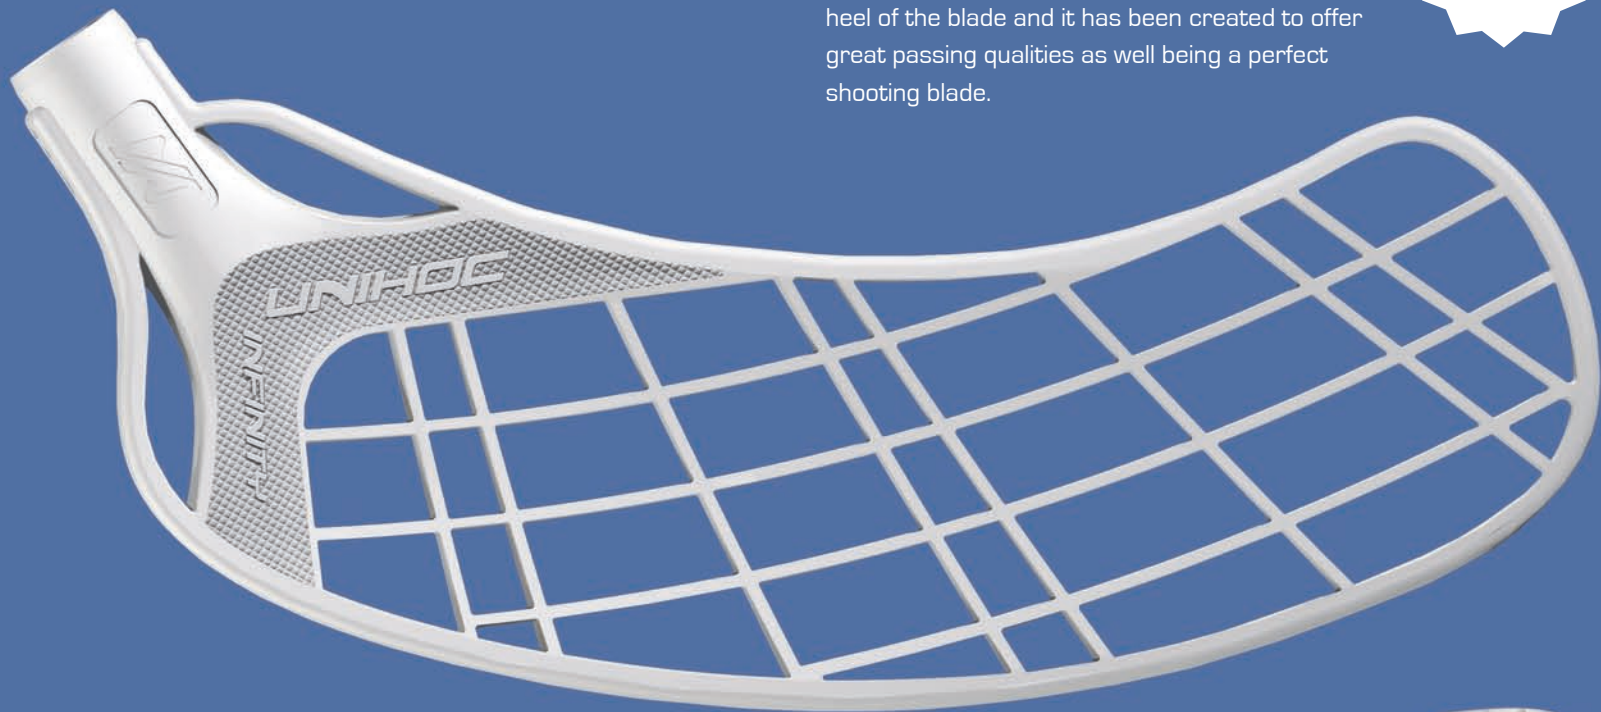 heel of the blade and it has been created to offer
great passing qualities as well being a perfect
shooting blade.
UNIHOC
INFINITY